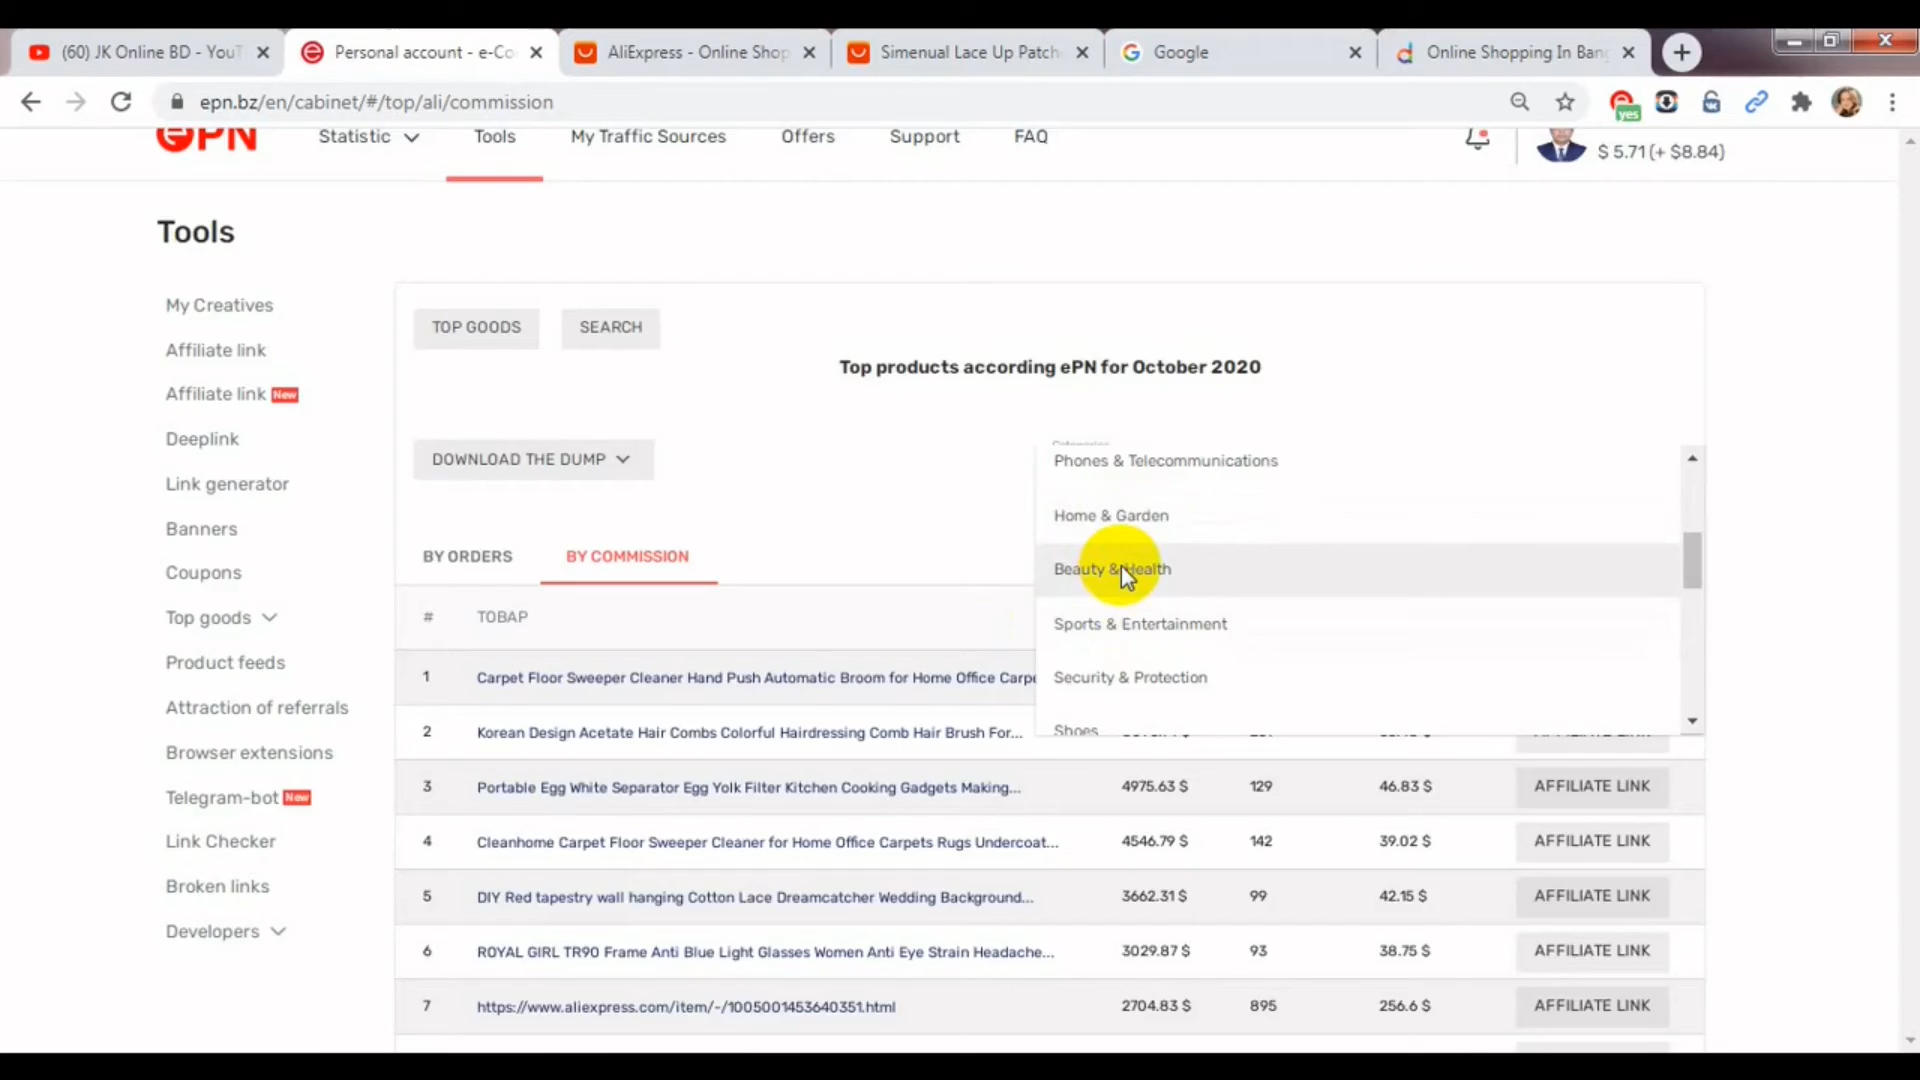 (60) JK Online BD - YouT
Personal account - e-Co
AliExpress - Online Shop
Simenual Lace Up Patch
Google
Online Shopping In Bang
epn.bz/en/cabinet/#/top/ali/commission
yes
ePN
Statistic
Tools
My Traffic Sources
Offers
Support
FAQ
$ 5.71 (+ $8.84)
Tools
My Creatives
Affiliate link
Affiliate link New
Deeplink
Link generator
Banners
Coupons
Top goods
Product feeds
Attraction of referrals
Browser extensions
Telegram-bot New
Link Checker
Broken links
Developers
TOP GOODS
SEARCH
Top products according ePN for October 2020
DOWNLOAD THE DUMP
Categories
Phones & Telecommunications
Home & Garden
Beauty & Health
Sports & Entertainment
Security & Protection
Shoes
BY ORDERS
BY COMMISSION
# ТОВАР
1 Carpet Floor Sweeper Cleaner Hand Push Automatic Broom for Home Office Carpe
2 Korean Design Acetate Hair Combs Colorful Hairdressing Comb Hair Brush For... AFFILIATE LINK
3 Portable Egg White Separator Egg Yolk Filter Kitchen Cooking Gadgets Making... 4975.63 $ 129 46.83 $ AFFILIATE LINK
4 Cleanhome Carpet Floor Sweeper Cleaner for Home Office Carpets Rugs Undercoat... 4546.79 $ 142 39.02 $ AFFILIATE LINK
5 DIY Red tapestry wall hanging Cotton Lace Dreamcatcher Wedding Background... 3662.31 $ 99 42.15 $ AFFILIATE LINK
6 ROYAL GIRL TR90 Frame Anti Blue Light Glasses Women Anti Eye Strain Headache... 3029.87 $ 93 38.75 $ AFFILIATE LINK
7 https://www.aliexpress.com/item/-/1005001453640351.html 2704.83 $ 895 256.6 $ AFFILIATE LINK